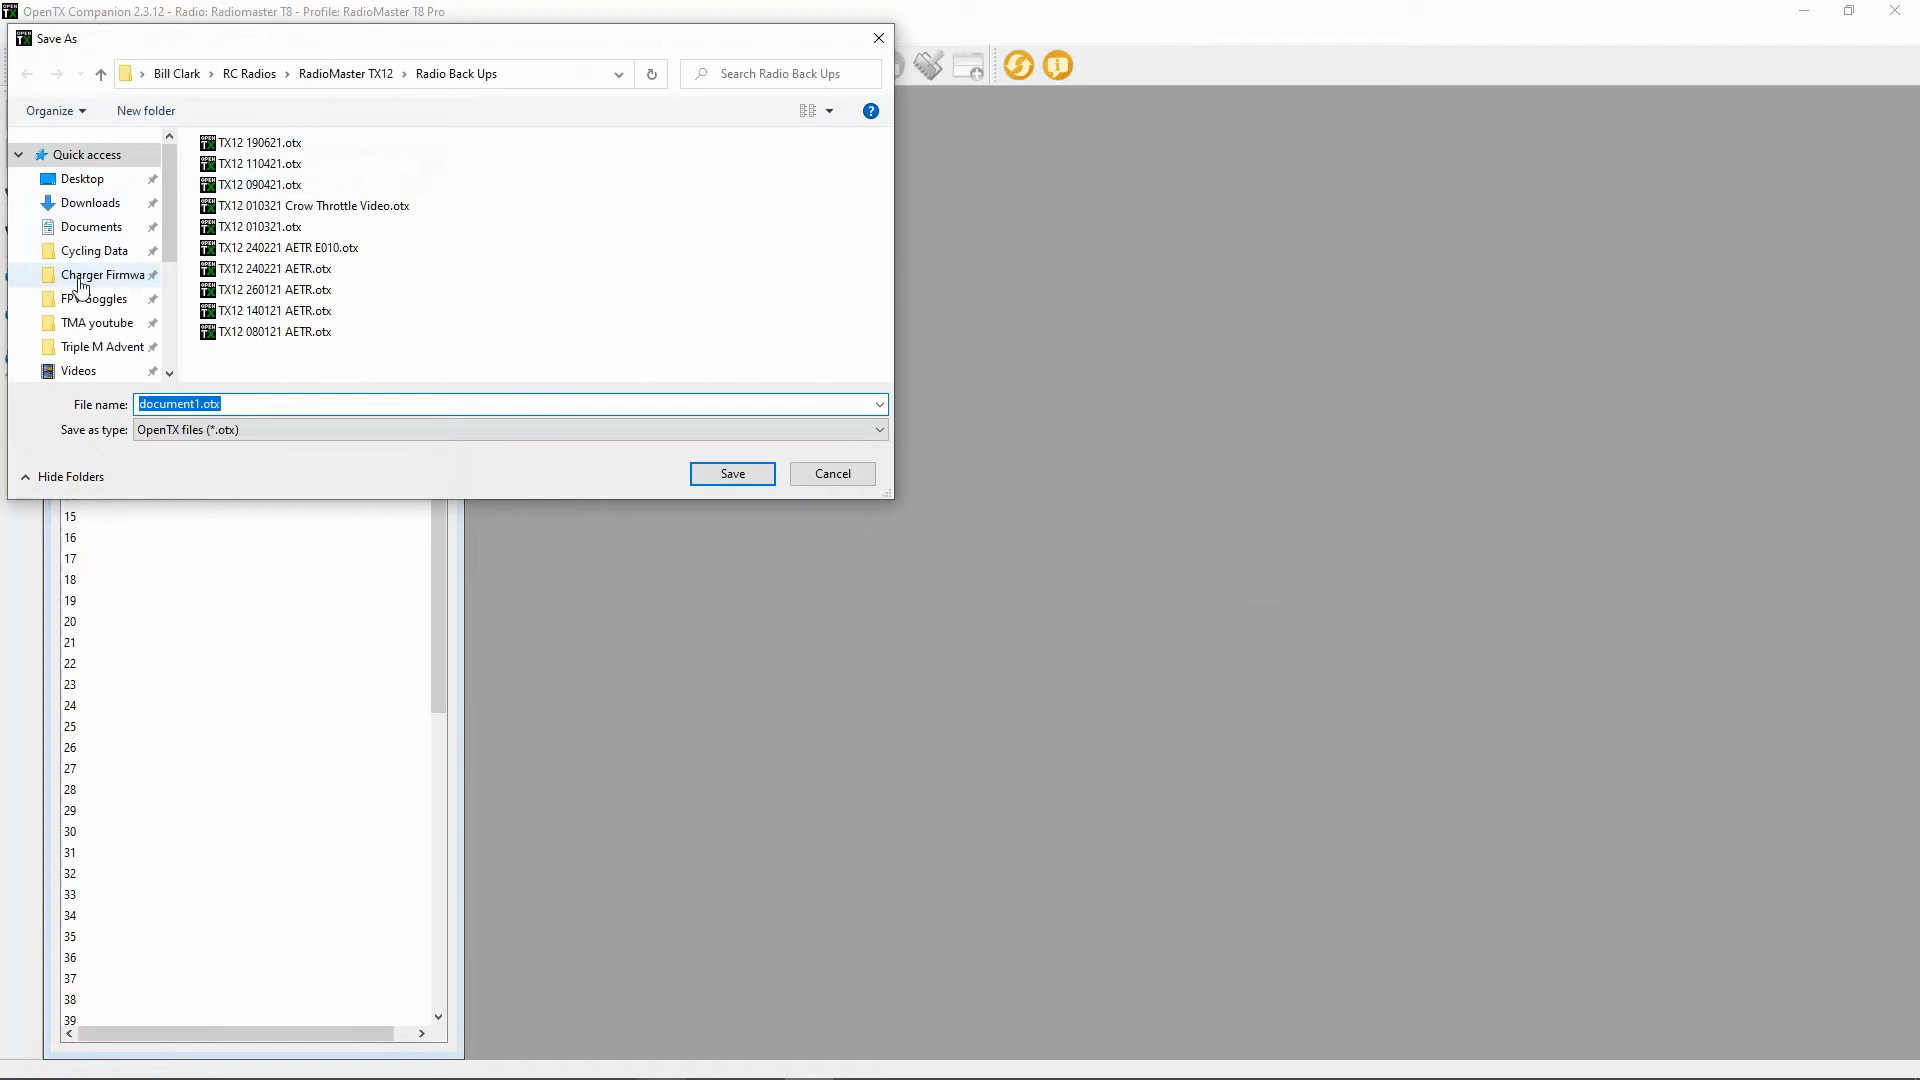 OpenTX Companion 2.3.12 - Radio: Radiomaster T8 - Profile: RadioMaster T8 Pro
Save As
Bill Clark › RC Radios › RadioMaster TX12 › Radio Back Ups
Search Radio Back Ups
Organize
New folder
Quick access
Desktop
Downloads
Documents
Cycling Data
Charger Firmwa
FPV Goggles
TMA youtube
Triple M Advent
Videos
TX12 190621.otx
TX12 110421.otx
TX12 090421.otx
TX12 010321 Crow Throttle Video.otx
TX12 010321.otx
TX12 240221 AETR E010.otx
TX12 240221 AETR.otx
TX12 260121 AETR.otx
TX12 140121 AETR.otx
TX12 080121 AETR.otx
File name: document1.otx
Save as type: OpenTX files (*.otx)
Hide Folders
Save
Cancel
15
16
17
18
19
20
21
22
23
24
25
26
27
28
29
30
31
32
33
34
35
36
37
38
39